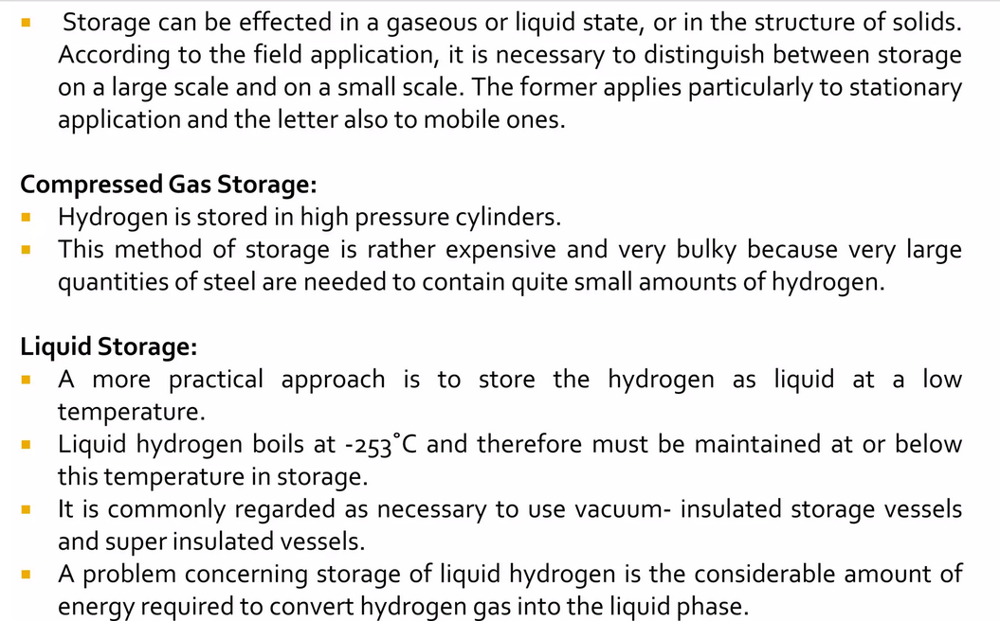 ▪ Storage can be effected in a gaseous or liquid state, or in the structure of solids.
According to the field application, it is necessary to distinguish between storage
on a large scale and on a small scale. The former applies particularly to stationary
application and the letter also to mobile ones.
Compressed Gas Storage:
▪ Hydrogen is stored in high pressure cylinders.
▪ This method of storage is rather expensive and very bulky because very large
quantities of steel are needed to contain quite small amounts of hydrogen.
Liquid Storage:
▪ A more practical approach is to store the hydrogen as liquid at a low
temperature.
▪ Liquid hydrogen boils at -253°C and therefore must be maintained at or below
this temperature in storage.
▪ It is commonly regarded as necessary to use vacuum- insulated storage vessels
and super insulated vessels.
▪ A problem concerning storage of liquid hydrogen is the considerable amount of
energy required to convert hydrogen gas into the liquid phase.